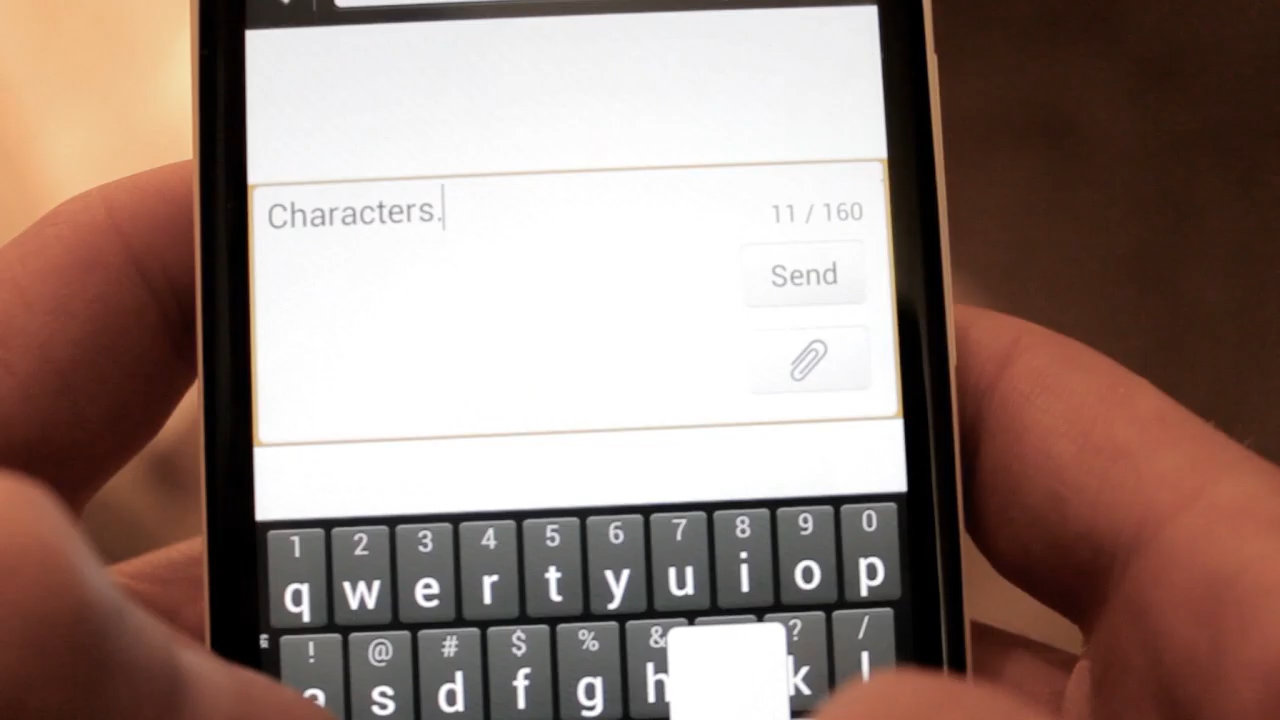 Characters.
11 / 160
Send
1 2 3 4 5 6 7 8 9 0
q w e r t y u i o p
! @ # $ % & ? /
a s d f g h k l